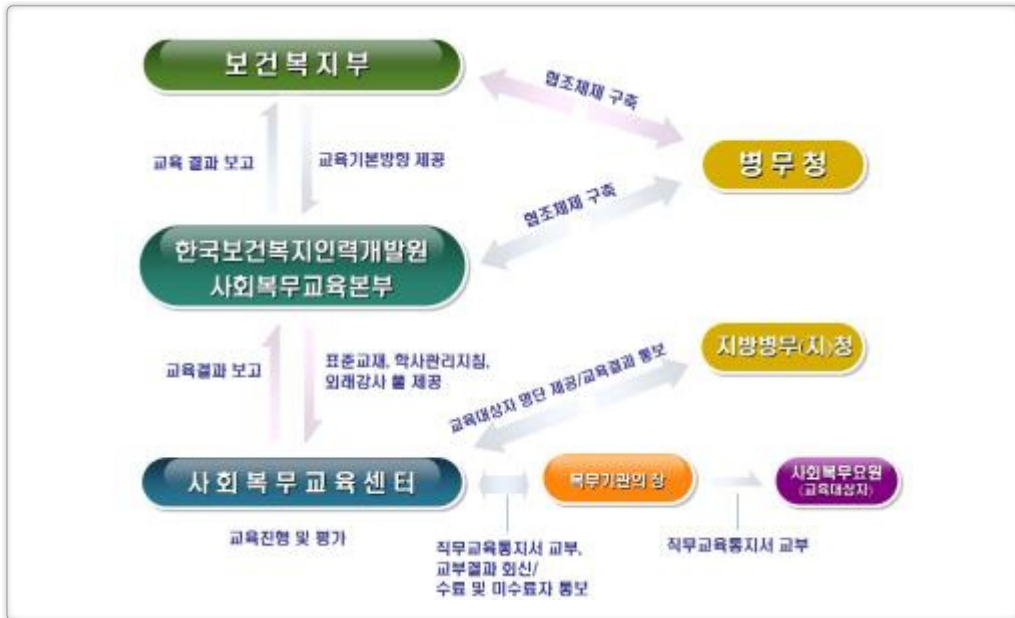 보건복지부
협조체제 구축
교육 결과 보고
교육기본방향 제공
병무청
협조체제 구축
한국보건복지인력개발원
사회복무교육본부
지방병무(지)청
교육결과 보고
표준교재, 학사관리지침,
외래강사 풀 제공
교육대상자 명단 제공/교육결과 통보
사회복무교육센터
복무기관의 장
사회복무요원
(교육대상자)
교육진행 및 평가
직무교육통지서 교부,
교부결과 회신/
수료 및 미수료자 통보
직무교육통지서 교부